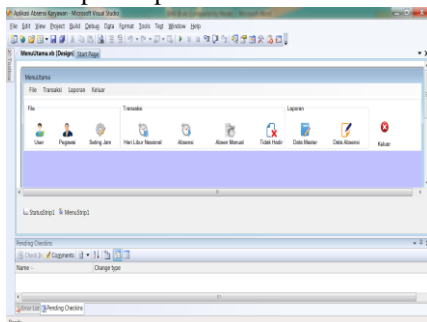 Aplikasi Absensi Karyawan - Microsoft Visual Studio
File Edit View Project Build Debug Data Format Tools Test Window Help
MenuUtama.vb [Design] Start Page
MenuUtama
File Transaksi Laporan Keluar
File Transaksi Laporan
User Pegawai Seting Jam Hari Libur Nasional Absensi Absen Manual Tidak Hadir Data Master Data Absensi Keluar
StatusStrip1 MenuStrip1
Pending Checkins
Check In Comments
Name Change type
Error List Pending Checkins
Ready